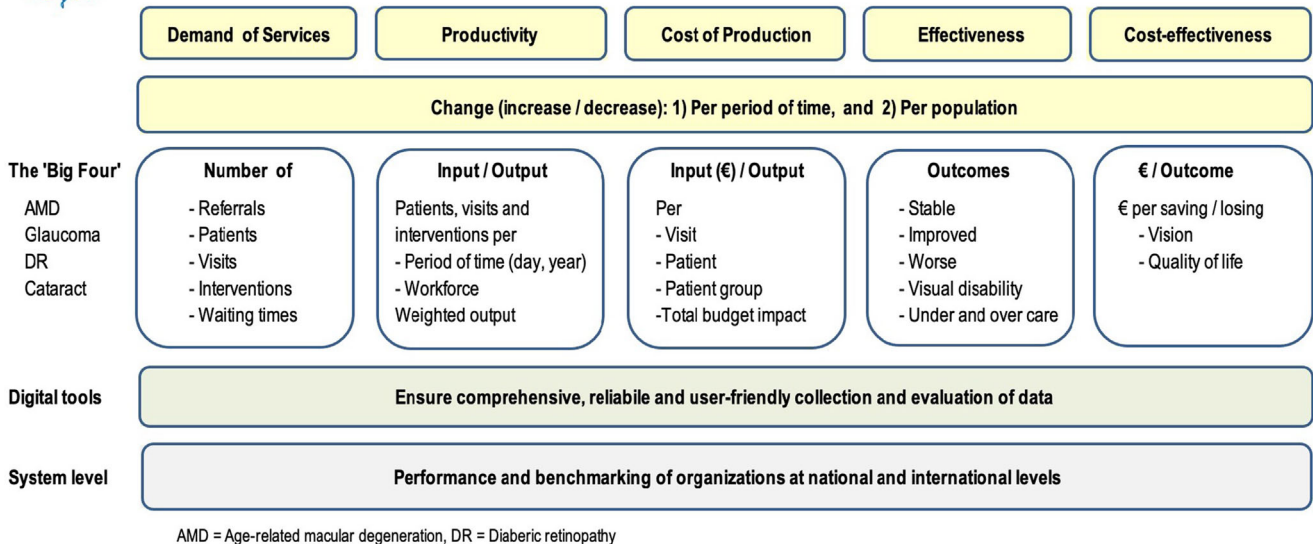 Demand of Services
Productivity
Cost of Production
Effectiveness
Cost-effectiveness
Change (increase / decrease): 1) Per period of time, and 2) Per population
The 'Big Four'
AMD
Glaucoma
DR
Cataract
Number of
- Referrals
- Patients
- Visits
- Interventions
- Waiting times
Input / Output
Patients, visits and
interventions per
- Period of time (day, year)
- Workforce
Weighted output
Input (€) / Output
Per
- Visit
- Patient
- Patient group
-Total budget impact
Outcomes
- Stable
- Improved
- Worse
- Visual disability
- Under and over care
€ / Outcome
€ per saving / losing
- Vision
- Quality of life
Digital tools
Ensure comprehensive, reliabile and user-friendly collection and evaluation of data
System level
Performance and benchmarking of organizations at national and international levels
AMD = Age-related macular degeneration, DR = Diaberic retinopathy